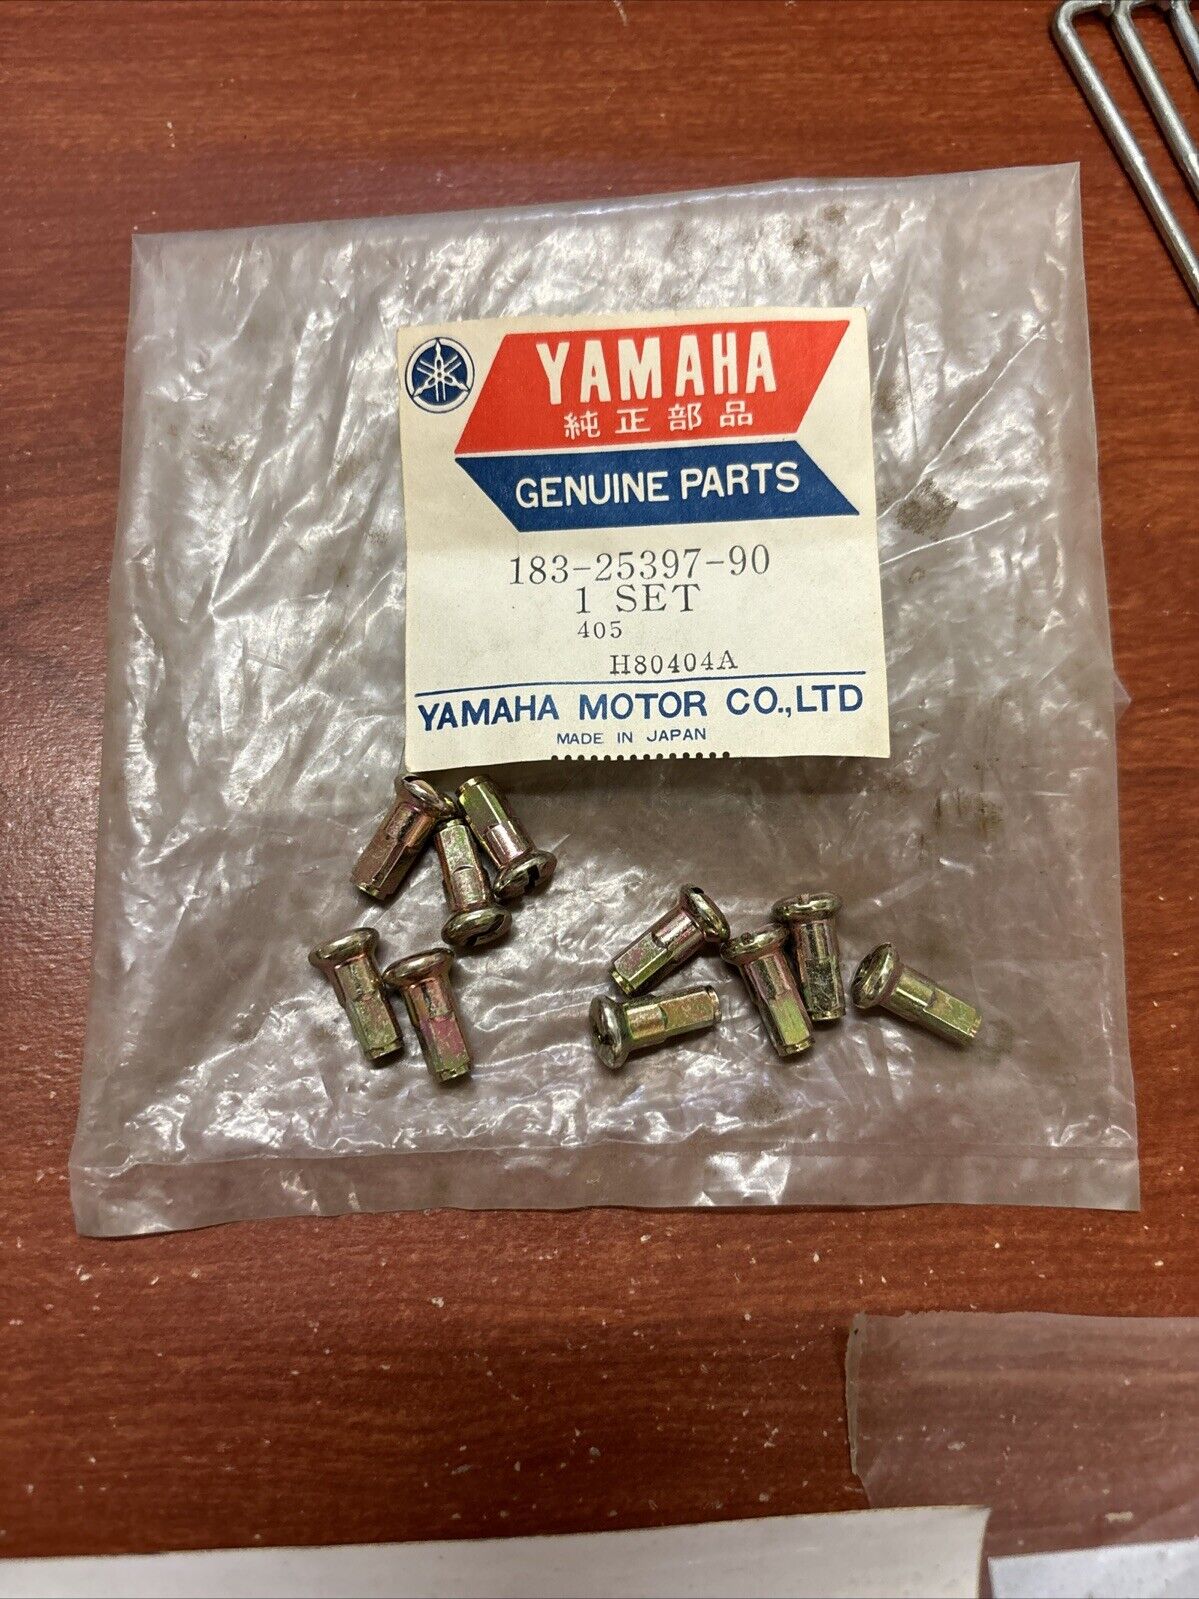 YAMAHA
純正部品
GENUINE PARTS
183-25397-90
1 SET
405
H80404A
YAMAHA MOTOR CO.,LTD
MADE IN JAPAN